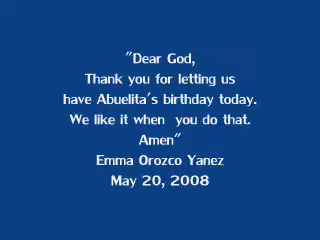 "Dear God,
Thank you for letting us
have Abuelita's birthday today.
We like it when  you do that.
Amen"
Emma Orozco Yanez
May 20, 2008